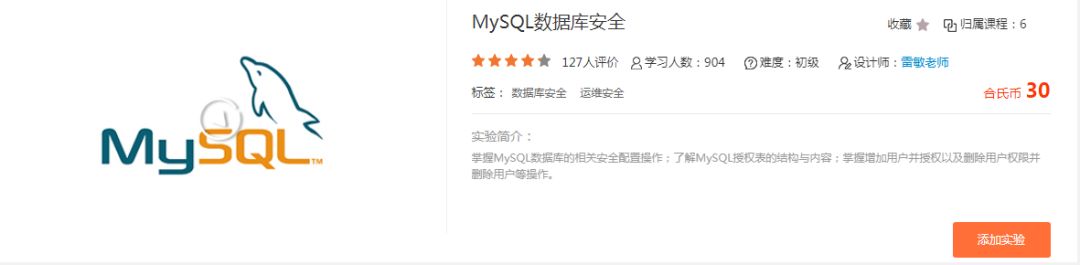 MySQL数据库安全
收藏 归属课程：6
127人评价 学习人数：904 难度：初级 设计师：雷敏老师
标签： 数据库安全 运维安全
合氏币 30
实验简介：
掌握MySQL数据库的相关安全配置操作；了解MySQL授权表的结构与内容；掌握增加用户并授权以及删除用户权限并
删除用户等操作。
添加实验
MySQL™